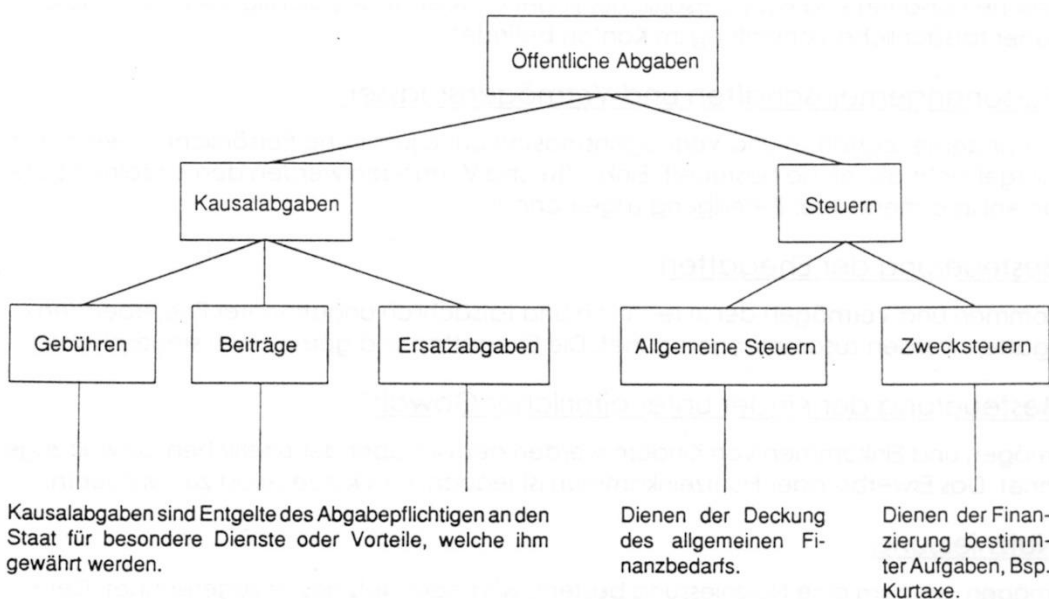 Öffentliche Abgaben
Kausalabgaben
Steuern
Gebühren
Beiträge
Ersatzabgaben
Allgemeine Steuern
Zwecksteuern
Kausalabgaben sind Entgelte des Abgabepflichtigen an den
Staat für besondere Dienste oder Vorteile, welche ihm
gewährt werden.
Dienen der Deckung
des allgemeinen Fi-
nanzbedarfs.
Dienen der Finan-
zierung bestimm-
ter Aufgaben, Bsp.
Kurtaxe.